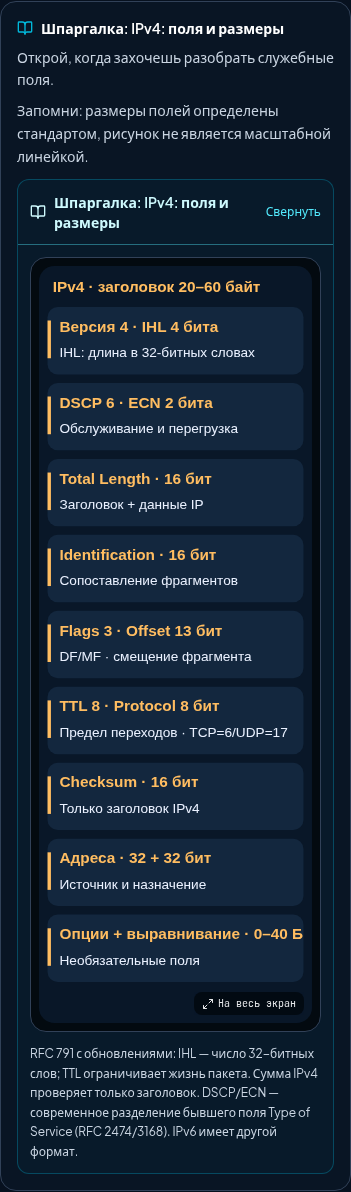 Шпаргалка: IPv4: поля и размеры
Открой, когда захочешь разобрать служебные
поля.
Запомни: размеры полей определены
стандартом, рисунок не является масштабной
линейкой.
Шпаргалка: IPv4: поля и
размеры
Свернуть
IPv4 · заголовок 20–60 байт
Версия 4 · IHL 4 бита
IHL: длина в 32-битных словах
DSCP 6 · ECN 2 бита
Обслуживание и перегрузка
Total Length · 16 бит
Заголовок + данные IP
Identification · 16 бит
Сопоставление фрагментов
Flags 3 · Offset 13 бит
DF/MF · смещение фрагмента
TTL 8 · Protocol 8 бит
Предел переходов · TCP=6/UDP=17
Checksum · 16 бит
Только заголовок IPv4
Адреса · 32 + 32 бит
Источник и назначение
Опции + выравнивание · 0–40 Б
Необязательные поля
На весь экран
RFC 791 с обновлениями: IHL — число 32-битных
слов; TTL ограничивает жизнь пакета. Сумма IPv4
проверяет только заголовок. DSCP/ECN —
современное разделение бывшего поля Type of
Service (RFC 2474/3168). IPv6 имеет другой
формат.